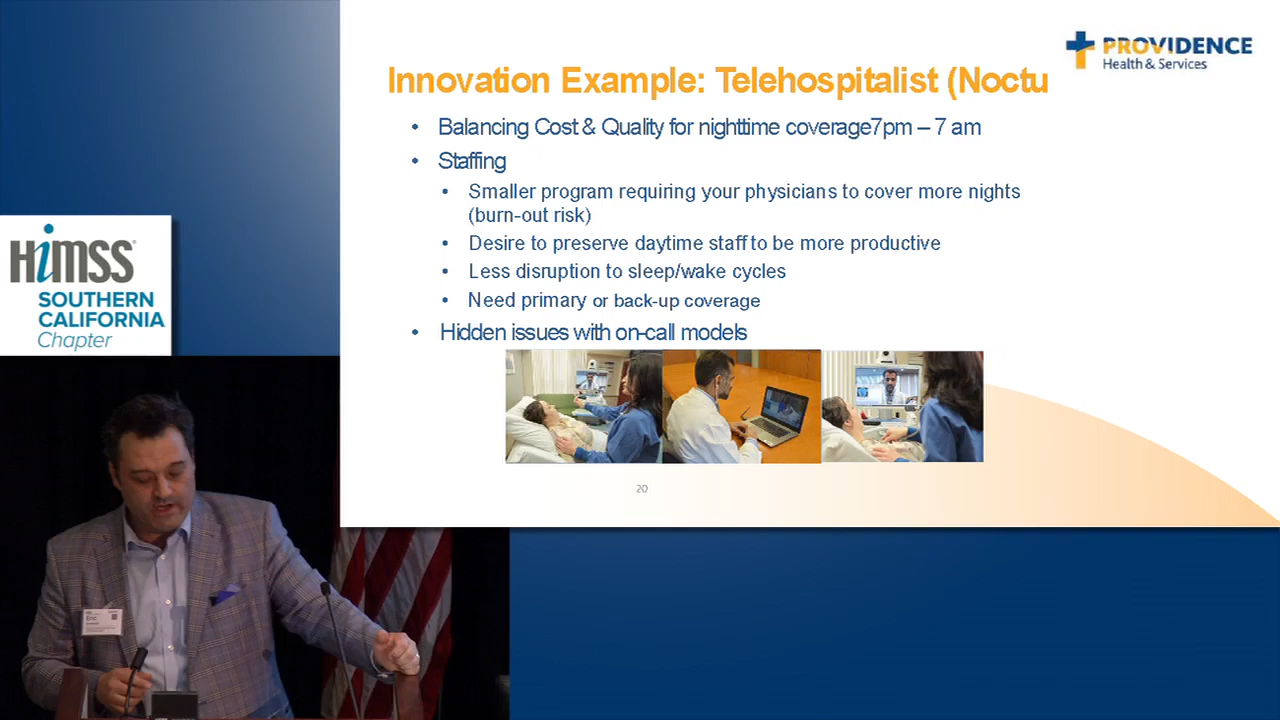 PROVIDENCE
Health & Services
Innovation Example: Telehospitalist (Noctu
• Balancing Cost & Quality for nighttime coverage7pm – 7 am
• Staffing
• Smaller program requiring your physicians to cover more nights
(burn-out risk)
• Desire to preserve daytime staff to be more productive
• Less disruption to sleep/wake cycles
• Need primary or back-up coverage
• Hidden issues with on-call models
20
HiMSS
SOUTHERN
CALIFORNIA
Chapter
Eric